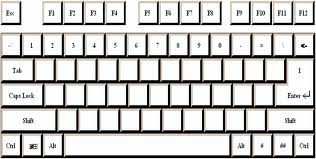 Esc F1 F2 F3 F4 F5 F6 F7 F8 F9 F10 F11 F12
1 2 3 4 5 6 7 8 9 0 - = \
Tab
Caps Lock Enter
Shift Shift
Ctrl Alt Alt # ## Ctrl